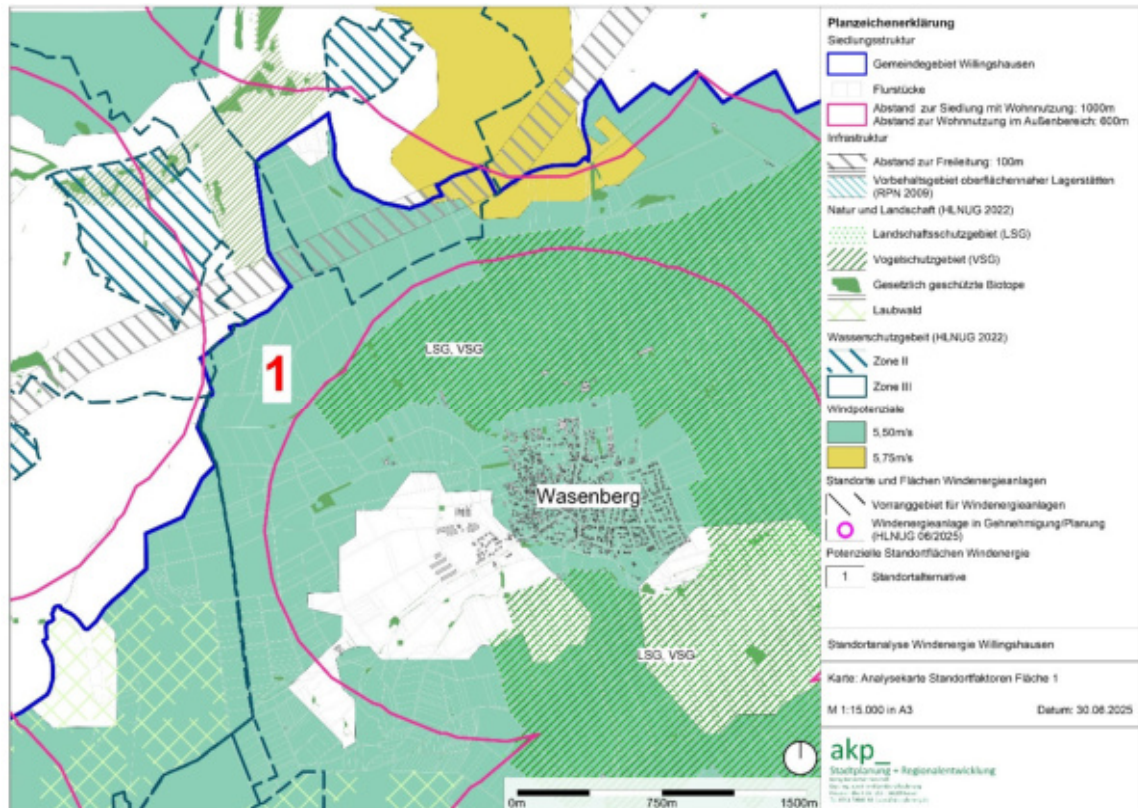 1
LSG, VSG
Wasenberg
LSG, VSG
0m
750m
1500m
Planzeichenerklärung
Siedlungsstruktur
Gemeindegebiet Willingshausen
Flurstücke
Abstand zur Siedlung mit Wohnnutzung: 1000m
Abstand zur Wohnnutzung im Außenbereich: 600m
Infrastruktur
Abstand zur Freileitung: 100m
Vorbehaltsgebiet oberflächennaher Lagerstätten
(RPN 2009)
Natur und Landschaft (HLNUG 2022)
Landschaftsschutzgebiet (LSG)
Vogelschutzgebiet (VSG)
Gesetzlich geschützte Biotope
Laubwald
Wasserschutzgebeit (HLNUG 2022)
Zone II
Zone III
Windpotenziale
5,50m/s
5,75m/s
Standorte und Flächen Windenergieanlagen
Vorranggebiet für Windenergieanlagen
Windenergieanlage in Gehnehmigung/Planung
(HLNUG 06/2025)
Potenzielle Standortflächen Windenergie
1 Standortalternative
Standortanalyse Windenergie Willingshausen
Karte: Analysekarte Standortfaktoren Fläche 1
M 1:15.000 in A3 Datum: 30.06.2025
akp_
Stadtplanung + Regionalentwicklung